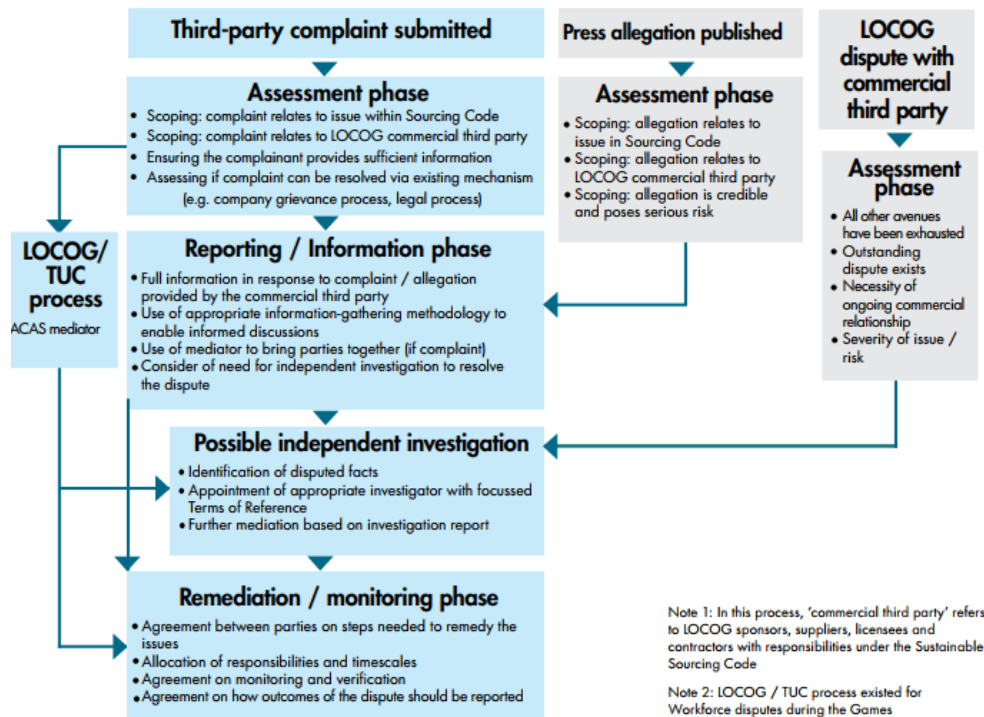 Third-party complaint submitted
Assessment phase
• Scoping: complaint relates to issue within Sourcing Code
• Scoping: complaint relates to LOCOG commercial third party
• Ensuring the complainant provides sufficient information
• Assessing if complaint can be resolved via existing mechanism
(e.g. company grievance process, legal process)
Press allegation published
Assessment phase
• Scoping: allegation relates to
issue in Sourcing Code
• Scoping: allegation relates to
LOCOG commercial third party
• Scoping: allegation is credible
and poses serious risk
LOCOG
dispute with
commercial
third party
Assessment
phase
• All other avenues
have been exhausted
• Outstanding
dispute exists
• Necessity of
ongoing commercial
relationship
• Severity of issue /
risk
LOCOG/
TUC
process
ACAS mediator
Reporting / Information phase
• Full information in response to complaint / allegation
provided by the commercial third party
• Use of appropriate information-gathering methodology to
enable informed discussions
• Use of mediator to bring parties together (if complaint)
• Consider of need for independent investigation to resolve
the dispute
Possible independent investigation
• Identification of disputed facts
• Appointment of appropriate investigator with focussed
Terms of Reference
• Further mediation based on investigation report
Remediation / monitoring phase
• Agreement between parties on steps needed to remedy the
issues
• Allocation of responsibilities and timescales
• Agreement on monitoring and verification
• Agreement on how outcomes of the dispute should be reported
Note 1: In this process, ‘commercial third party’ refers
to LOCOG sponsors, suppliers, licensees and
contractors with responsibilities under the Sustainable
Sourcing Code
Note 2: LOCOG / TUC process existed for
Workforce disputes during the Games